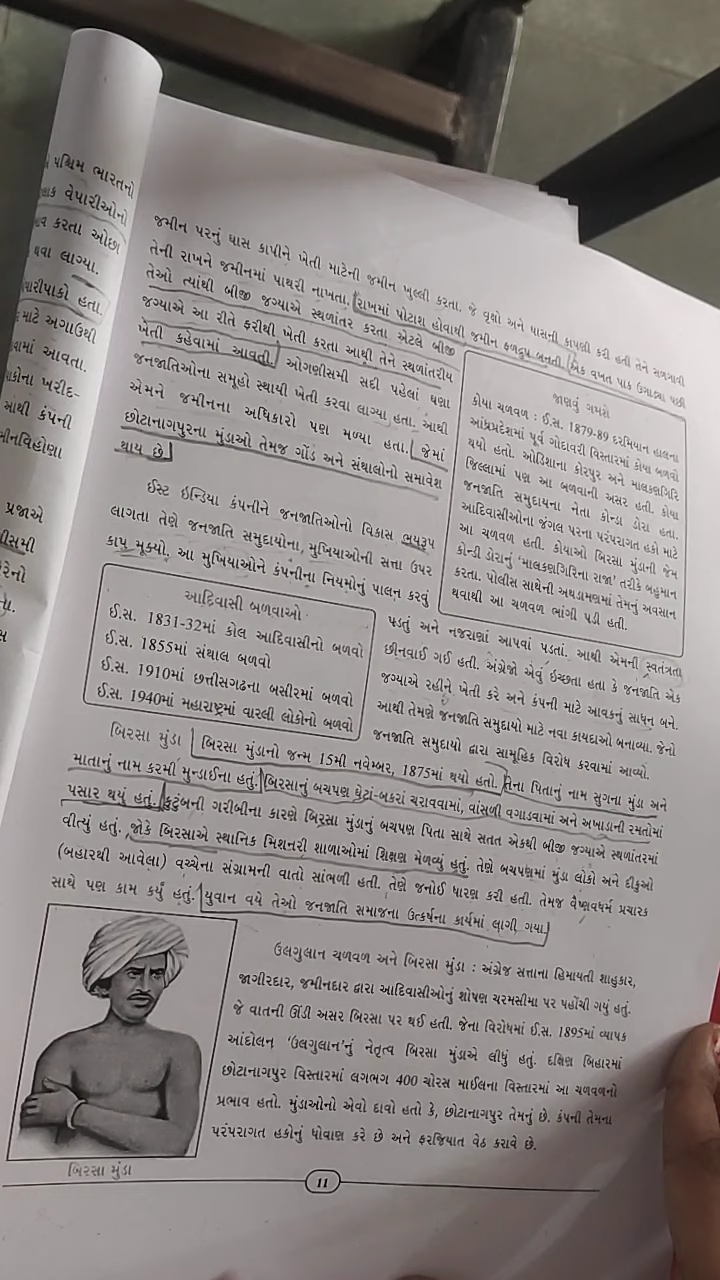 પશ્ચિમ ભારતનો
વેપારીઓનો
કરતા ઓછા
થવા લાગ્યા.
પાકો હતા.
માટે અગાઉથી
આવતા.
ખરીદ-
આથી કંપની
પ્રજાએ
જમીન પરનું ઘાસ કાપીને ખેતી માટેની જમીન ખુલ્લી કરતા. જે વૃક્ષો અને ઘાસની કાપણી કરી હતી તેને સળગાવી
તેની રાખને જમીનમાં પાથરી નાખતા. રાખમાં પોટાશ હોવાથી જમીન ફળદ્રુપ બનતી. એક વખત પાક ઉગાડ્યા પછી
તેઓ ત્યાંથી બીજી જગ્યાએ સ્થળાંતર કરતા એટલે બીજી
જગ્યાએ આ રીતે ફરીથી ખેતી કરતા આથી તેને સ્થળાંતરીય
ખેતી કહેવામાં આવતી. ઓગણીસમી સદી પહેલાં ઘણા
જનજાતિઓના સમૂહો સ્થાયી ખેતી કરવા લાગ્યા હતા. આથી
એમને જમીનના અધિકારો પણ મળ્યા હતા. જેમાં
છોટાનાગપુરના મુંડાઓ તેમજ ગોંડ અને સંથાલોનો સમાવેશ
થાય છે.
જાણવું ગમશે
કોયા ચળવળ : ઈ.સ. 1879-89 દરમિયાન હાલના
આંધ્રપ્રદેશમાં પૂર્વ ગોદાવરી વિસ્તારમાં કોયા બળવો
થયો હતો. ઓડિશાના કોરપુર અને માલકણગિરિ
જિલ્લામાં પણ આ બળવાની અસર હતી. કોયા
જનજાતિ સમુદાયના નેતા કોન્ડા ડોરા હતા.
આદિવાસીઓના જંગલ પરના પરંપરાગત હકો માટે
આ ચળવળ હતી. કોયાઓ બિરસા મુંડાની જેમ
કોન્ડી ડોરાનું 'માલકણગિરિના રાજા' તરીકે બહુમાન
કરતા. પોલીસ સાથેની અથડામણમાં તેમનું અવસાન
થવાથી આ ચળવળ ભાંગી પડી હતી.
ઈસ્ટ ઇન્ડિયા કંપનીને જનજાતિઓનો વિકાસ ભયરૂપ
લાગતા તેણે જનજાતિ સમુદાયોના, મુખિયાઓની સત્તા ઉપર
કાપ મૂક્યો. આ મુખિયાઓને કંપનીના નિયમોનું પાલન કરવું
પડતું અને નજરાણાં આપવાં પડતાં. આથી એમની સ્વતંત્રતા
છીનવાઈ ગઈ હતી. અંગ્રેજો એવું ઇચ્છતા હતા કે જનજાતિ એક
જગ્યાએ રહીને ખેતી કરે અને કંપની માટે આવકનું સાધન બને.
આથી તેમણે જનજાતિ સમુદાયો માટે નવા કાયદાઓ બનાવ્યા. જેનો
જનજાતિ સમુદાયો દ્વારા સામૂહિક વિરોધ કરવામાં આવ્યો.
આદિવાસી બળવાઓ
ઈ.સ. 1831-32માં કોલ આદિવાસીનો બળવો
ઈ.સ. 1855માં સંથાલ બળવો
ઈ.સ. 1910માં છત્તીસગઢના બસીરમાં બળવો
ઈ.સ. 1940માં મહારાષ્ટ્રમાં વારલી લોકોનો બળવો
બિરસા મુંડા બિરસા મુંડાનો જન્મ 15મી નવેમ્બર, 1875માં થયો હતો. તેના પિતાનું નામ સુગના મુંડા અને
માતાનું નામ કરમી મુન્ડાઈના હતું. બિરસાનું બચપણ ઘેટાં-બકરાં ચરાવવામાં, વાંસળી વગાડવામાં અને અખાડાની રમતોમાં
પસાર થયું હતું. કુટુંબની ગરીબીના કારણે બિરસા મુંડાનું બચપણ પિતા સાથે સતત એકથી બીજી જગ્યાએ સ્થળાંતરમાં
વીત્યું હતું. જોકે બિરસાએ સ્થાનિક મિશનરી શાળાઓમાં શિક્ષણ મેળવ્યું હતું. તેણે બચપણમાં મુંડા લોકો અને દીકુઓ
(બહારથી આવેલા) વચ્ચેના સંગ્રામની વાતો સાંભળી હતી. તેણે જનોઈ ધારણ કરી હતી. તેમજ વૈષ્ણવધર્મ પ્રચારક
સાથે પણ કામ કર્યું હતું. યુવાન વયે તેઓ જનજાતિ સમાજના ઉત્કર્ષના કાર્યમાં લાગી ગયા.
ઉલગુલાન ચળવળ અને બિરસા મુંડા : અંગ્રેજ સત્તાના હિમાયતી શાહુકાર,
જાગીરદાર, જમીનદાર દ્વારા આદિવાસીઓનું શોષણ ચરમસીમા પર પહોંચી ગયું હતું.
જે વાતની ઊંડી અસર બિરસા પર થઈ હતી. જેના વિરોધમાં ઈ.સ. 1895માં વ્યાપક
આંદોલન 'ઉલગુલાન'નું નેતૃત્વ બિરસા મુંડાએ લીધું હતું. દક્ષિણ બિહારમાં
છોટાનાગપુર વિસ્તારમાં લગભગ 400 ચોરસ માઈલના વિસ્તારમાં આ ચળવળનો
પ્રભાવ હતો. મુંડાઓનો એવો દાવો હતો કે, છોટાનાગપુર તેમનું છે. કંપની તેમના
પરંપરાગત હકોનું ધોવાણ કરે છે અને ફરજિયાત વેઠ કરાવે છે.
બિરસા મુંડા
11